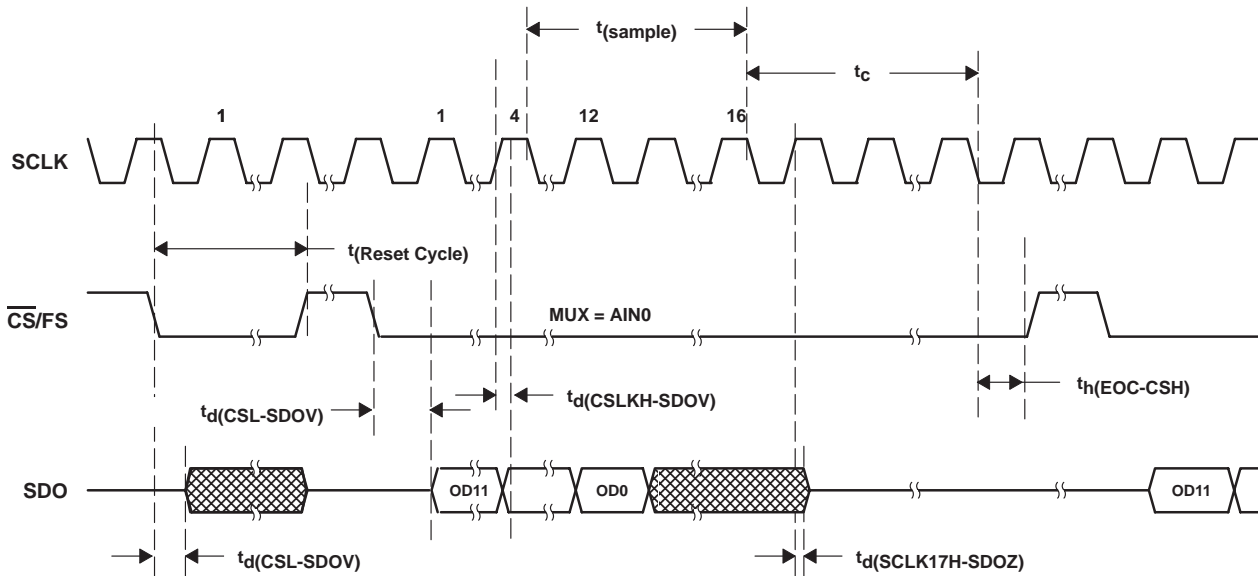 t(sample)
tc
1 1 4 12 16
SCLK
t(Reset Cycle)
CS/FS
MUX = AIN0
th(EOC-CSH)
td(CSL-SDOV)
td(CSLKH-SDOV)
SDO
OD11
OD0
OD11
td(CSL-SDOV)
td(SCLK17H-SDOZ)